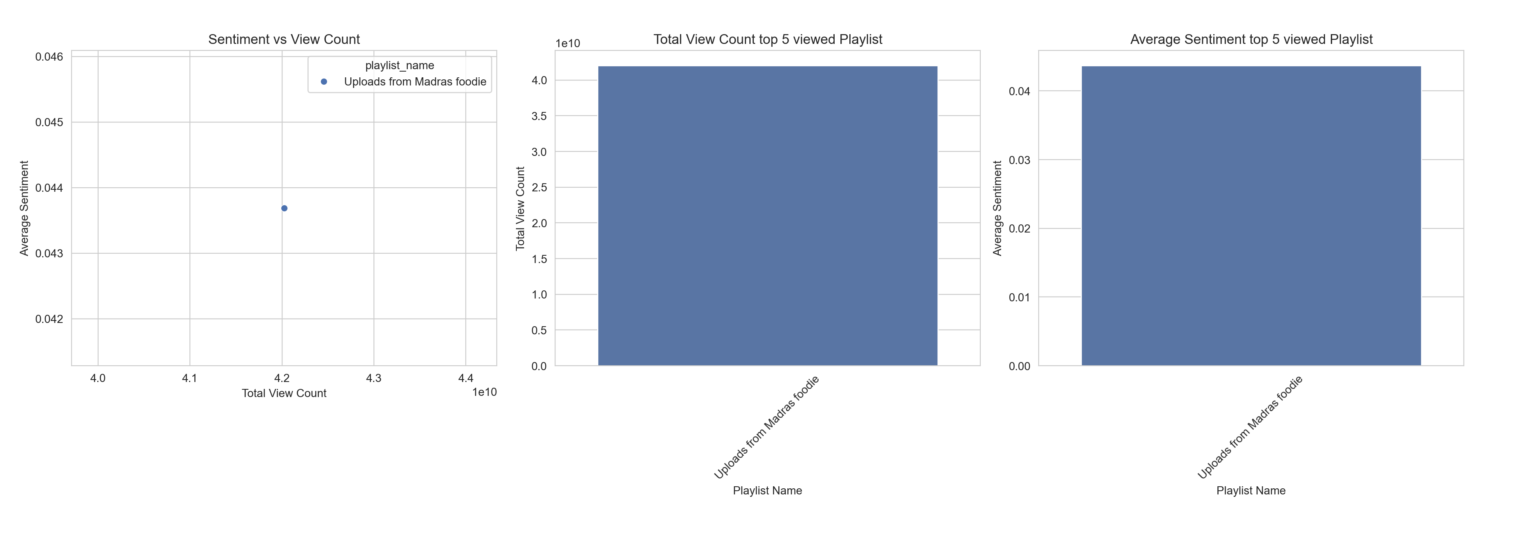 Sentiment vs View Count
0.046
0.045
0.044
0.043
0.042
Average Sentiment
playlist_name
Uploads from Madras foodie
4.0 4.1 4.2 4.3 4.4
1e10
Total View Count
Total View Count top 5 viewed Playlist
1e10
4.0
3.5
3.0
2.5
2.0
1.5
1.0
0.5
0.0
Total View Count
Uploads from Madras foodie
Playlist Name
Average Sentiment top 5 viewed Playlist
0.04
0.03
0.02
0.01
0.00
Average Sentiment
Uploads from Madras foodie
Playlist Name